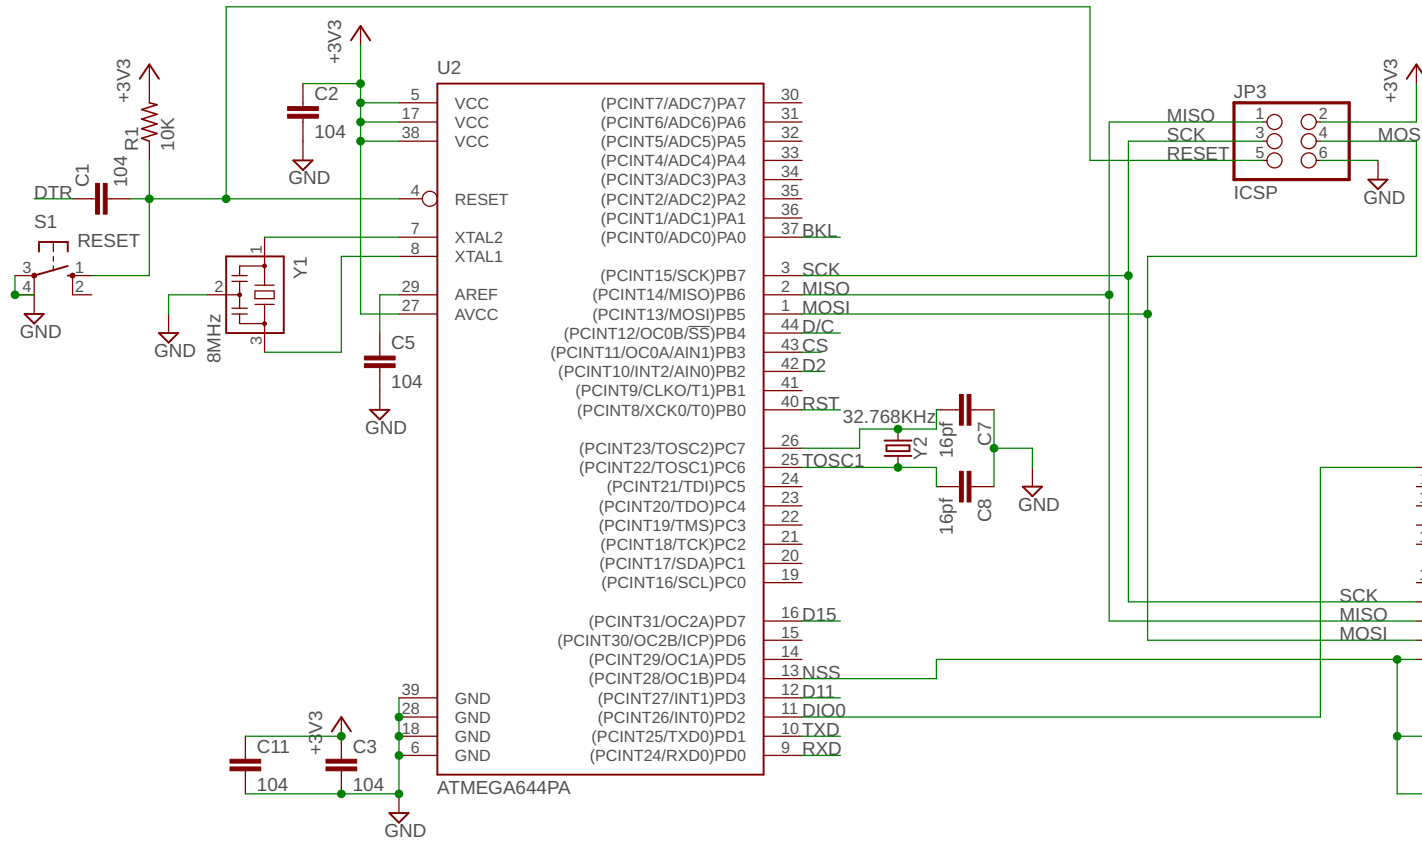 +3V3
R1
10K
C1
104
DTR
S1
RESET
3
1
4
2
GND
+3V3
C2
104
GND
1
Y1
2
3
8MHz
GND
C5
104
GND
U2
5 VCC (PCINT7/ADC7)PA7 30
17 VCC (PCINT6/ADC6)PA6 31
38 VCC (PCINT5/ADC5)PA5 32
(PCINT4/ADC4)PA4 33
(PCINT3/ADC3)PA3 34
4 RESET (PCINT2/ADC2)PA2 35
(PCINT1/ADC1)PA1 36
7 XTAL2 (PCINT0/ADC0)PA0 37 BKL
8 XTAL1
(PCINT15/SCK)PB7 3 SCK
29 AREF (PCINT14/MISO)PB6 2 MISO
27 AVCC (PCINT13/MOSI)PB5 1 MOSI
(PCINT12/OC0B/SS)PB4 44 D/C
(PCINT11/OC0A/AIN1)PB3 43 CS
(PCINT10/INT2/AIN0)PB2 42 D2
(PCINT9/CLKO/T1)PB1 41
(PCINT8/XCK0/T0)PB0 40 RST
(PCINT23/TOSC2)PC7 26
(PCINT22/TOSC1)PC6 25 TOSC1
(PCINT21/TDI)PC5 24
(PCINT20/TDO)PC4 23
(PCINT19/TMS)PC3 22
(PCINT18/TCK)PC2 21
(PCINT17/SDA)PC1 20
(PCINT16/SCL)PC0 19
(PCINT31/OC2A)PD7 16 D15
(PCINT30/OC2B/ICP)PD6 15
(PCINT29/OC1A)PD5 14
(PCINT28/OC1B)PD4 13 NSS
39 GND (PCINT27/INT1)PD3 12 D11
28 GND (PCINT26/INT0)PD2 11 DIO0
18 GND (PCINT25/TXD0)PD1 10 TXD
6 GND (PCINT24/RXD0)PD0 9 RXD
ATMEGA644PA
+3V3
C11
104
C3
104
GND
32.768KHz
Y2
16pf
C7
16pf
C8
GND
JP3
MISO 1 2
SCK 3 4 MOS
RESET 5 6
ICSP
+3V3
GND
SCK
MISO
MOSI